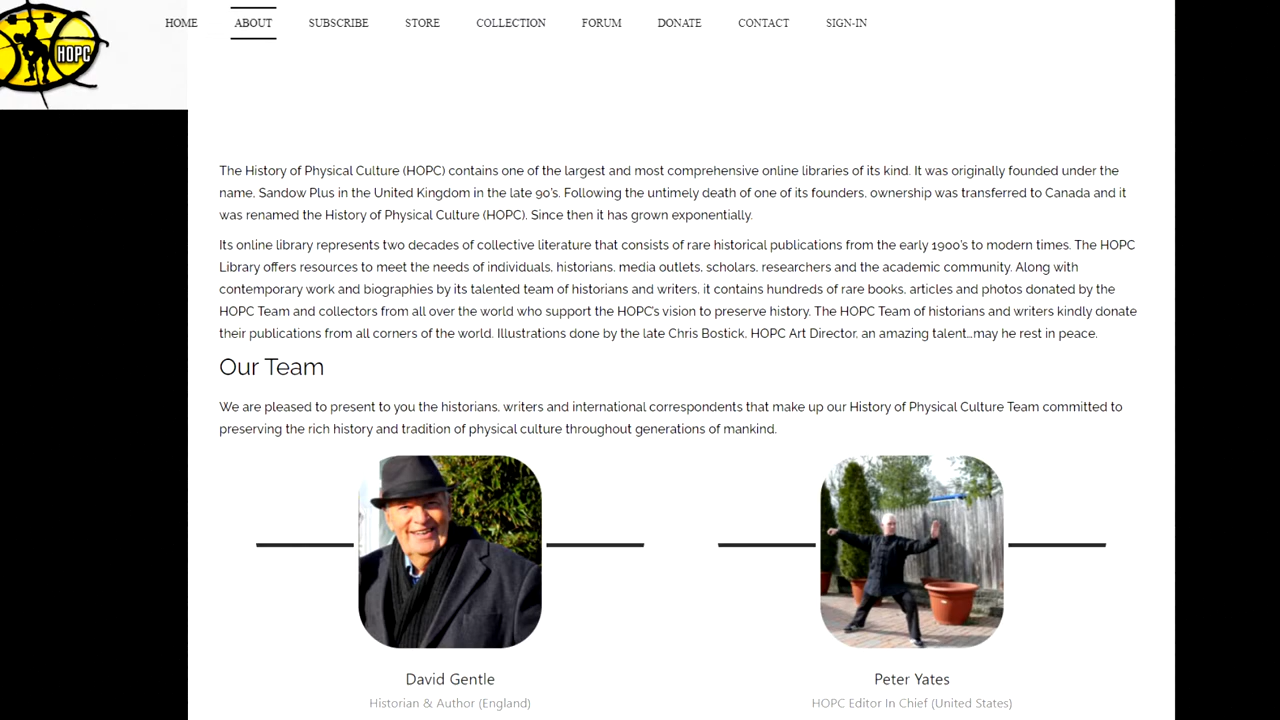 HOPC
HOME ABOUT SUBSCRIBE STORE COLLECTION FORUM DONATE CONTACT SIGN-IN
The History of Physical Culture (HOPC) contains one of the largest and most comprehensive online libraries of its kind. It was originally founded under the
name, Sandow Plus in the United Kingdom in the late 90's. Following the untimely death of one of its founders, ownership was transferred to Canada and it
was renamed the History of Physical Culture (HOPC). Since then it has grown exponentially.
Its online library represents two decades of collective literature that consists of rare historical publications from the early 1900's to modern times. The HOPC
Library offers resources to meet the needs of individuals, historians, media outlets, scholars, researchers and the academic community. Along with
contemporary work and biographies by its talented team of historians and writers, it contains hundreds of rare books, articles and photos donated by the
HOPC Team and collectors from all over the world who support the HOPC's vision to preserve history. The HOPC Team of historians and writers kindly donate
their publications from all corners of the world. Illustrations done by the late Chris Bostick, HOPC Art Director, an amazing talent...may he rest in peace.
Our Team
We are pleased to present to you the historians, writers and international correspondents that make up our History of Physical Culture Team committed to
preserving the rich history and tradition of physical culture throughout generations of mankind.
David Gentle
Historian & Author (England)
Peter Yates
HOPC Editor In Chief (United States)